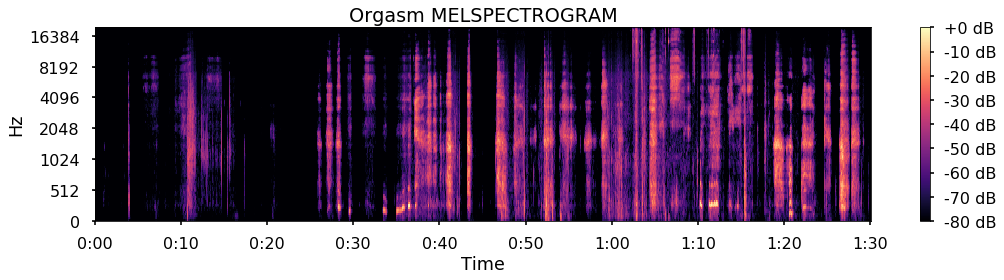 Orgasm MELSPECTROGRAM
Hz
16384
8192
4096
2048
1024
512
0
0:00 0:10 0:20 0:30 0:40 0:50 1:00 1:10 1:20 1:30
Time
+0 dB
-10 dB
-20 dB
-30 dB
-40 dB
-50 dB
-60 dB
-70 dB
-80 dB